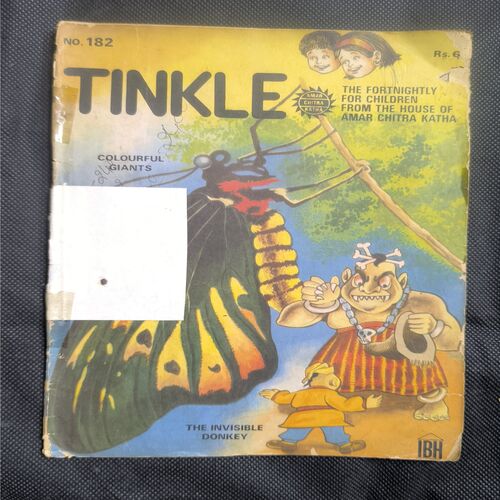 NO. 182
Rs. 6
TINKLE
AMAR
CHITRA
KATHA
THE FORTNIGHTLY
FOR CHILDREN
FROM THE HOUSE OF
AMAR CHITRA KATHA
COLOURFUL
GIANTS
THE INVISIBLE
DONKEY
IBH